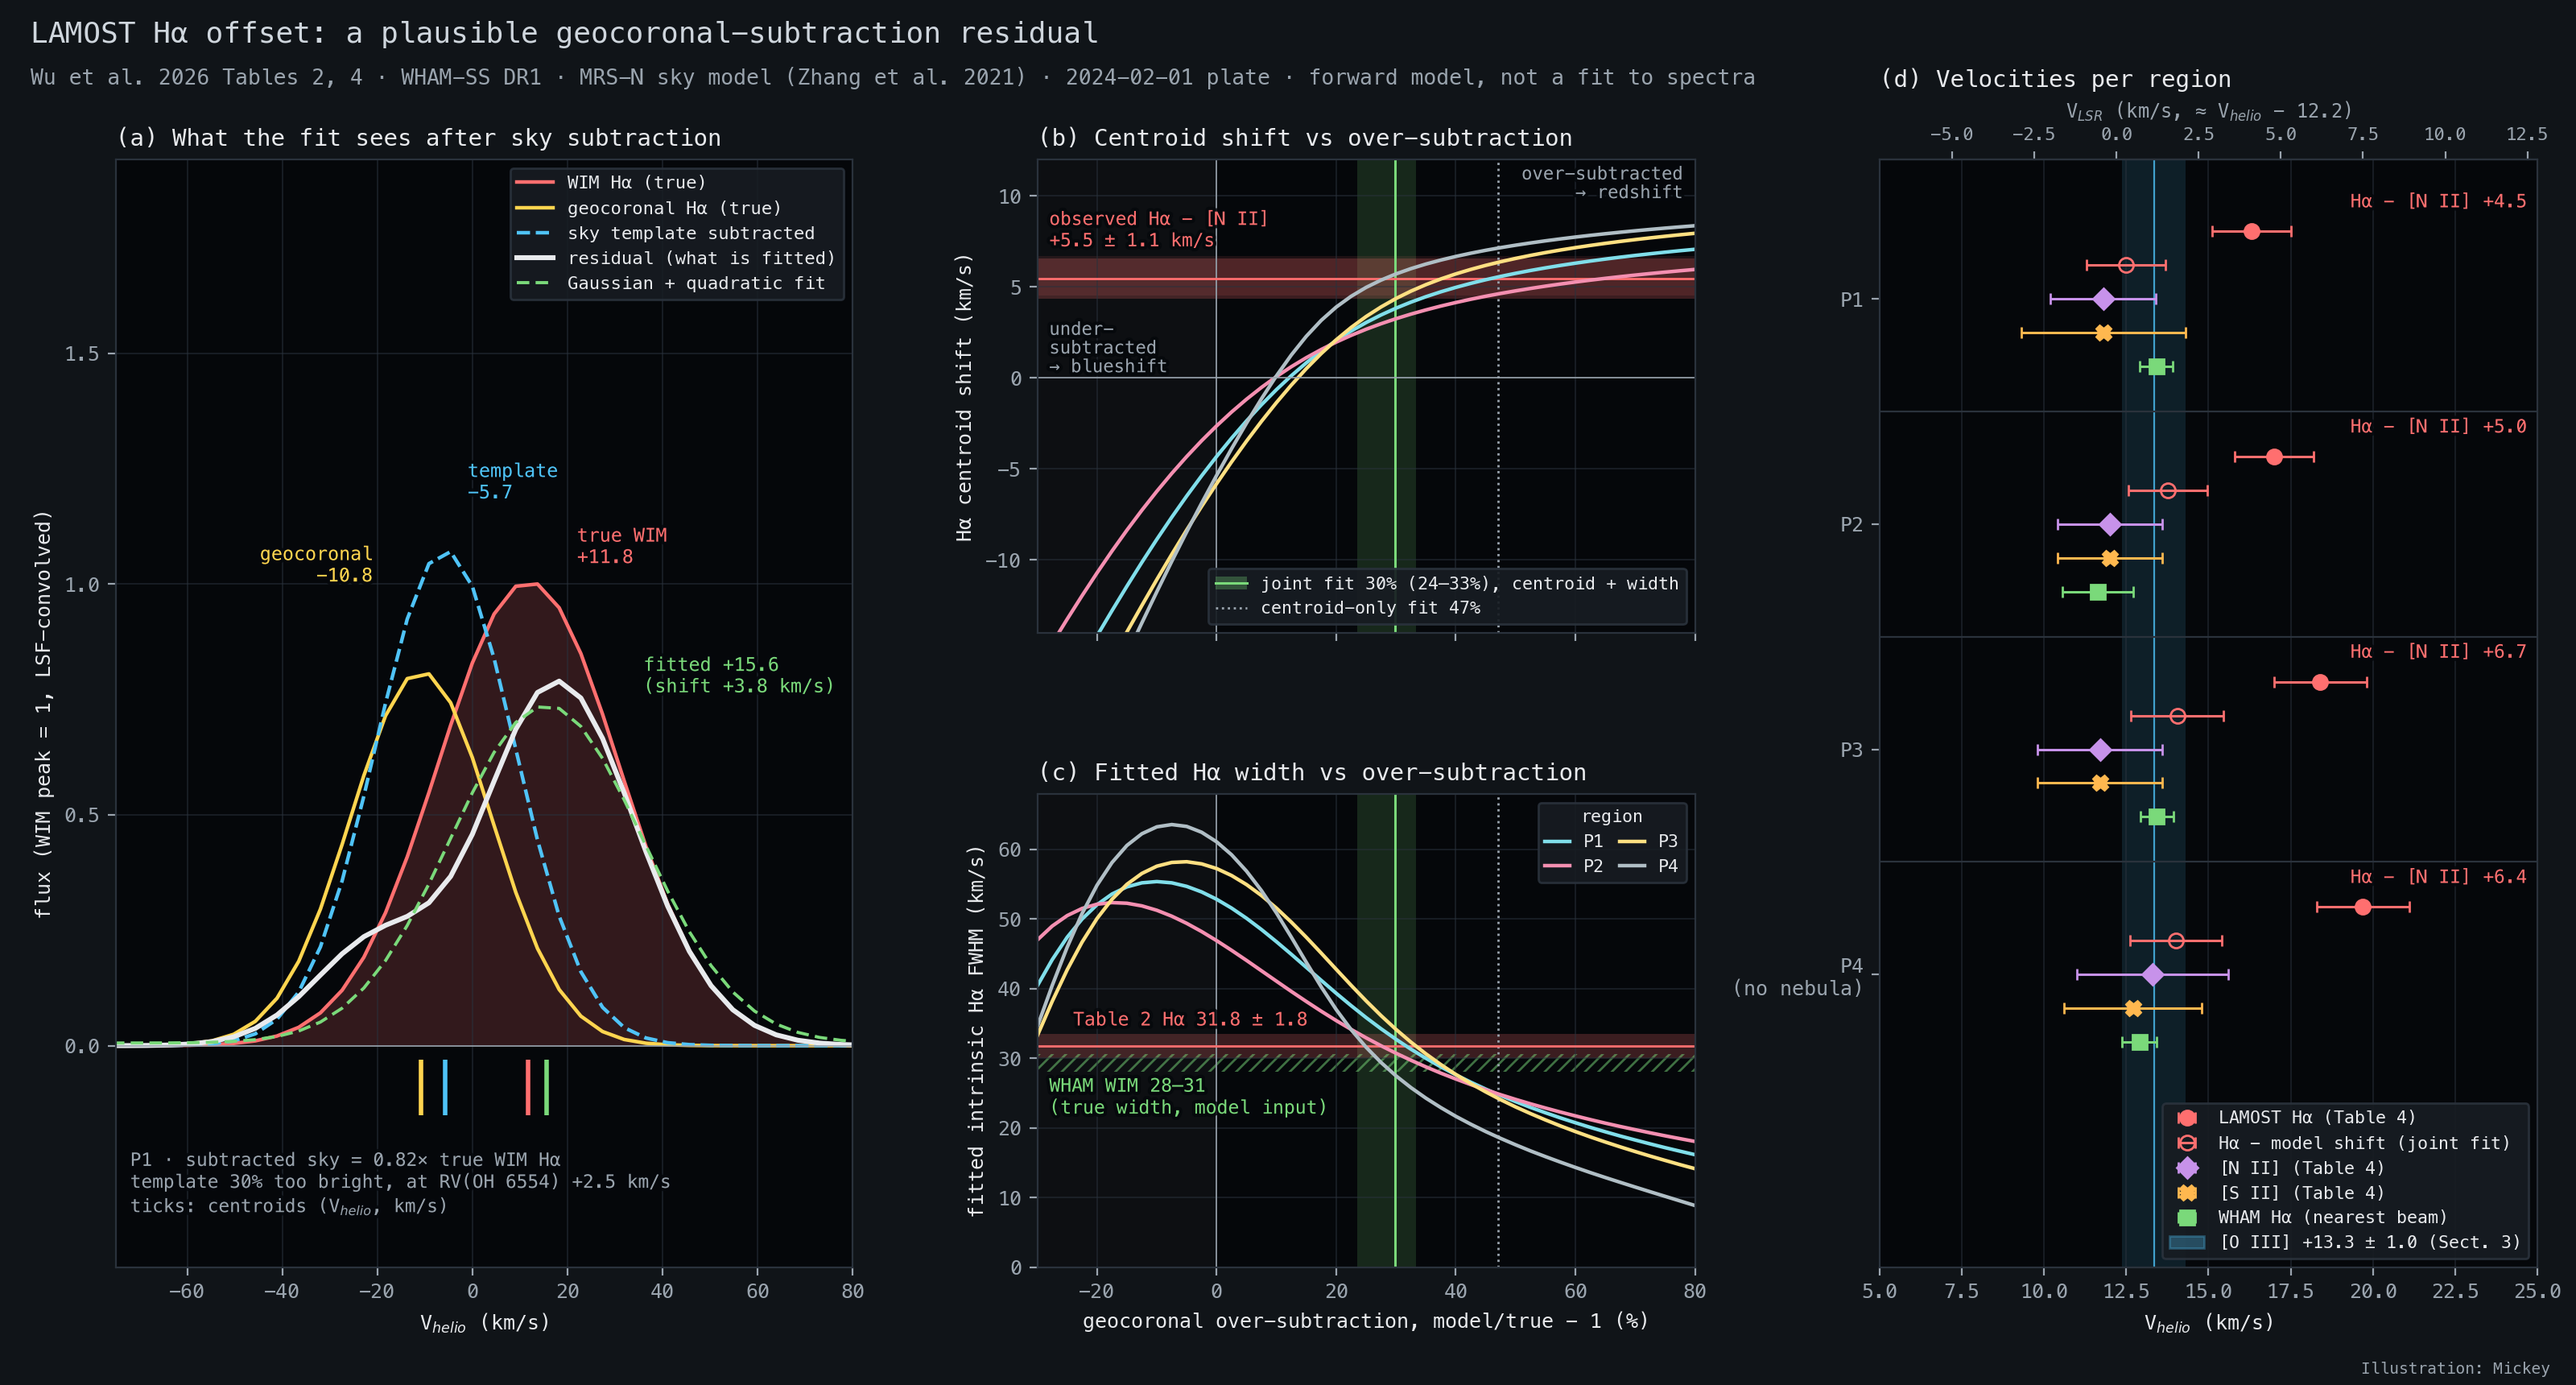 LAMOST Hα offset: a plausible geocoronal−subtraction residual
Wu et al. 2026 Tables 2, 4 · WHAM−SS DR1 · MRS−N sky model (Zhang et al. 2021) · 2024−02−01 plate · forward model, not a fit to spectra
(a) What the fit sees after sky subtraction
WIM Hα (true)
geocoronal Hα (true)
sky template subtracted
residual (what is fitted)
Gaussian + quadratic fit
template
−5.7
true WIM
+11.8
geocoronal
−10.8
fitted +15.6
(shift +3.8 km/s)
flux (WIM peak = 1, LSF−convolved)
1.5
1.0
0.5
0.0
P1 · subtracted sky = 0.82× true WIM Hα
template 30% too bright, at RV(OH 6554) +2.5 km/s
ticks: centroids (Vhelio, km/s)
−60 −40 −20 0 20 40 60 80
Vhelio (km/s)
(b) Centroid shift vs over−subtraction
over−subtracted
→ redshift
observed Hα − [N II]
+5.5 ± 1.1 km/s
under−
subtracted
→ blueshift
Hα centroid shift (km/s)
10
5
0
−5
−10
joint fit 30% (24–33%), centroid + width
centroid−only fit 47%
(c) Fitted Hα width vs over−subtraction
region
P1 P3
P2 P4
Table 2 Hα 31.8 ± 1.8
WHAM WIM 28–31
(true width, model input)
fitted intrinsic Hα FWHM (km/s)
60
50
40
30
20
10
0
−20 0 20 40 60 80
geocoronal over−subtraction, model/true − 1 (%)
(d) Velocities per region
VLSR (km/s, ≈ Vhelio − 12.2)
−5.0 −2.5 0.0 2.5 5.0 7.5 10.0 12.5
Hα − [N II] +4.5
P1
Hα − [N II] +5.0
P2
Hα − [N II] +6.7
P3
Hα − [N II] +6.4
P4
(no nebula)
LAMOST Hα (Table 4)
Hα − model shift (joint fit)
[N II] (Table 4)
[S II] (Table 4)
WHAM Hα (nearest beam)
[O III] +13.3 ± 1.0 (Sect. 3)
5.0 7.5 10.0 12.5 15.0 17.5 20.0 22.5 25.0
Vhelio (km/s)
Illustration: Mickey